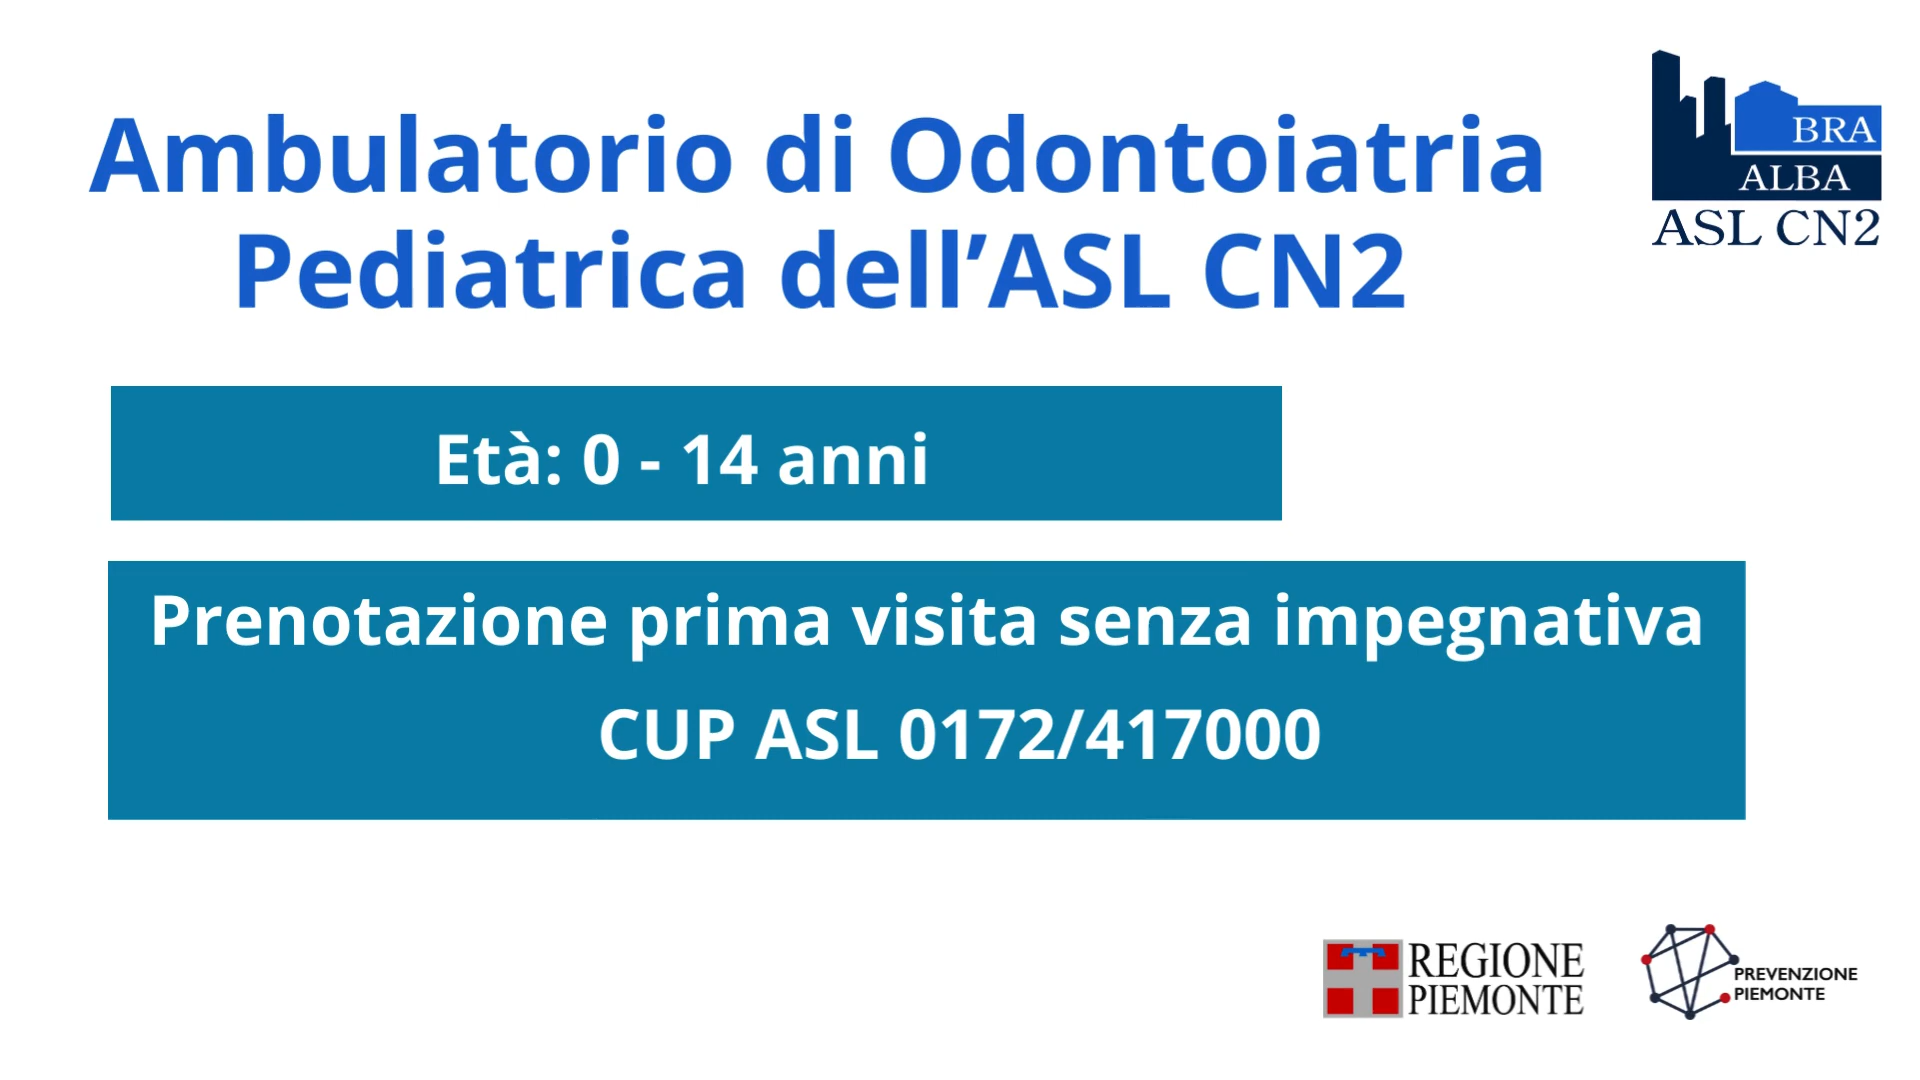 Ambulatorio di Odontoiatria
Pediatrica dell’ASL CN2
BRA
ALBA
ASL CN2
Età: 0 - 14 anni
Prenotazione prima visita senza impegnativa
CUP ASL 0172/417000
REGIONE
PIEMONTE
PREVENZIONE
PIEMONTE